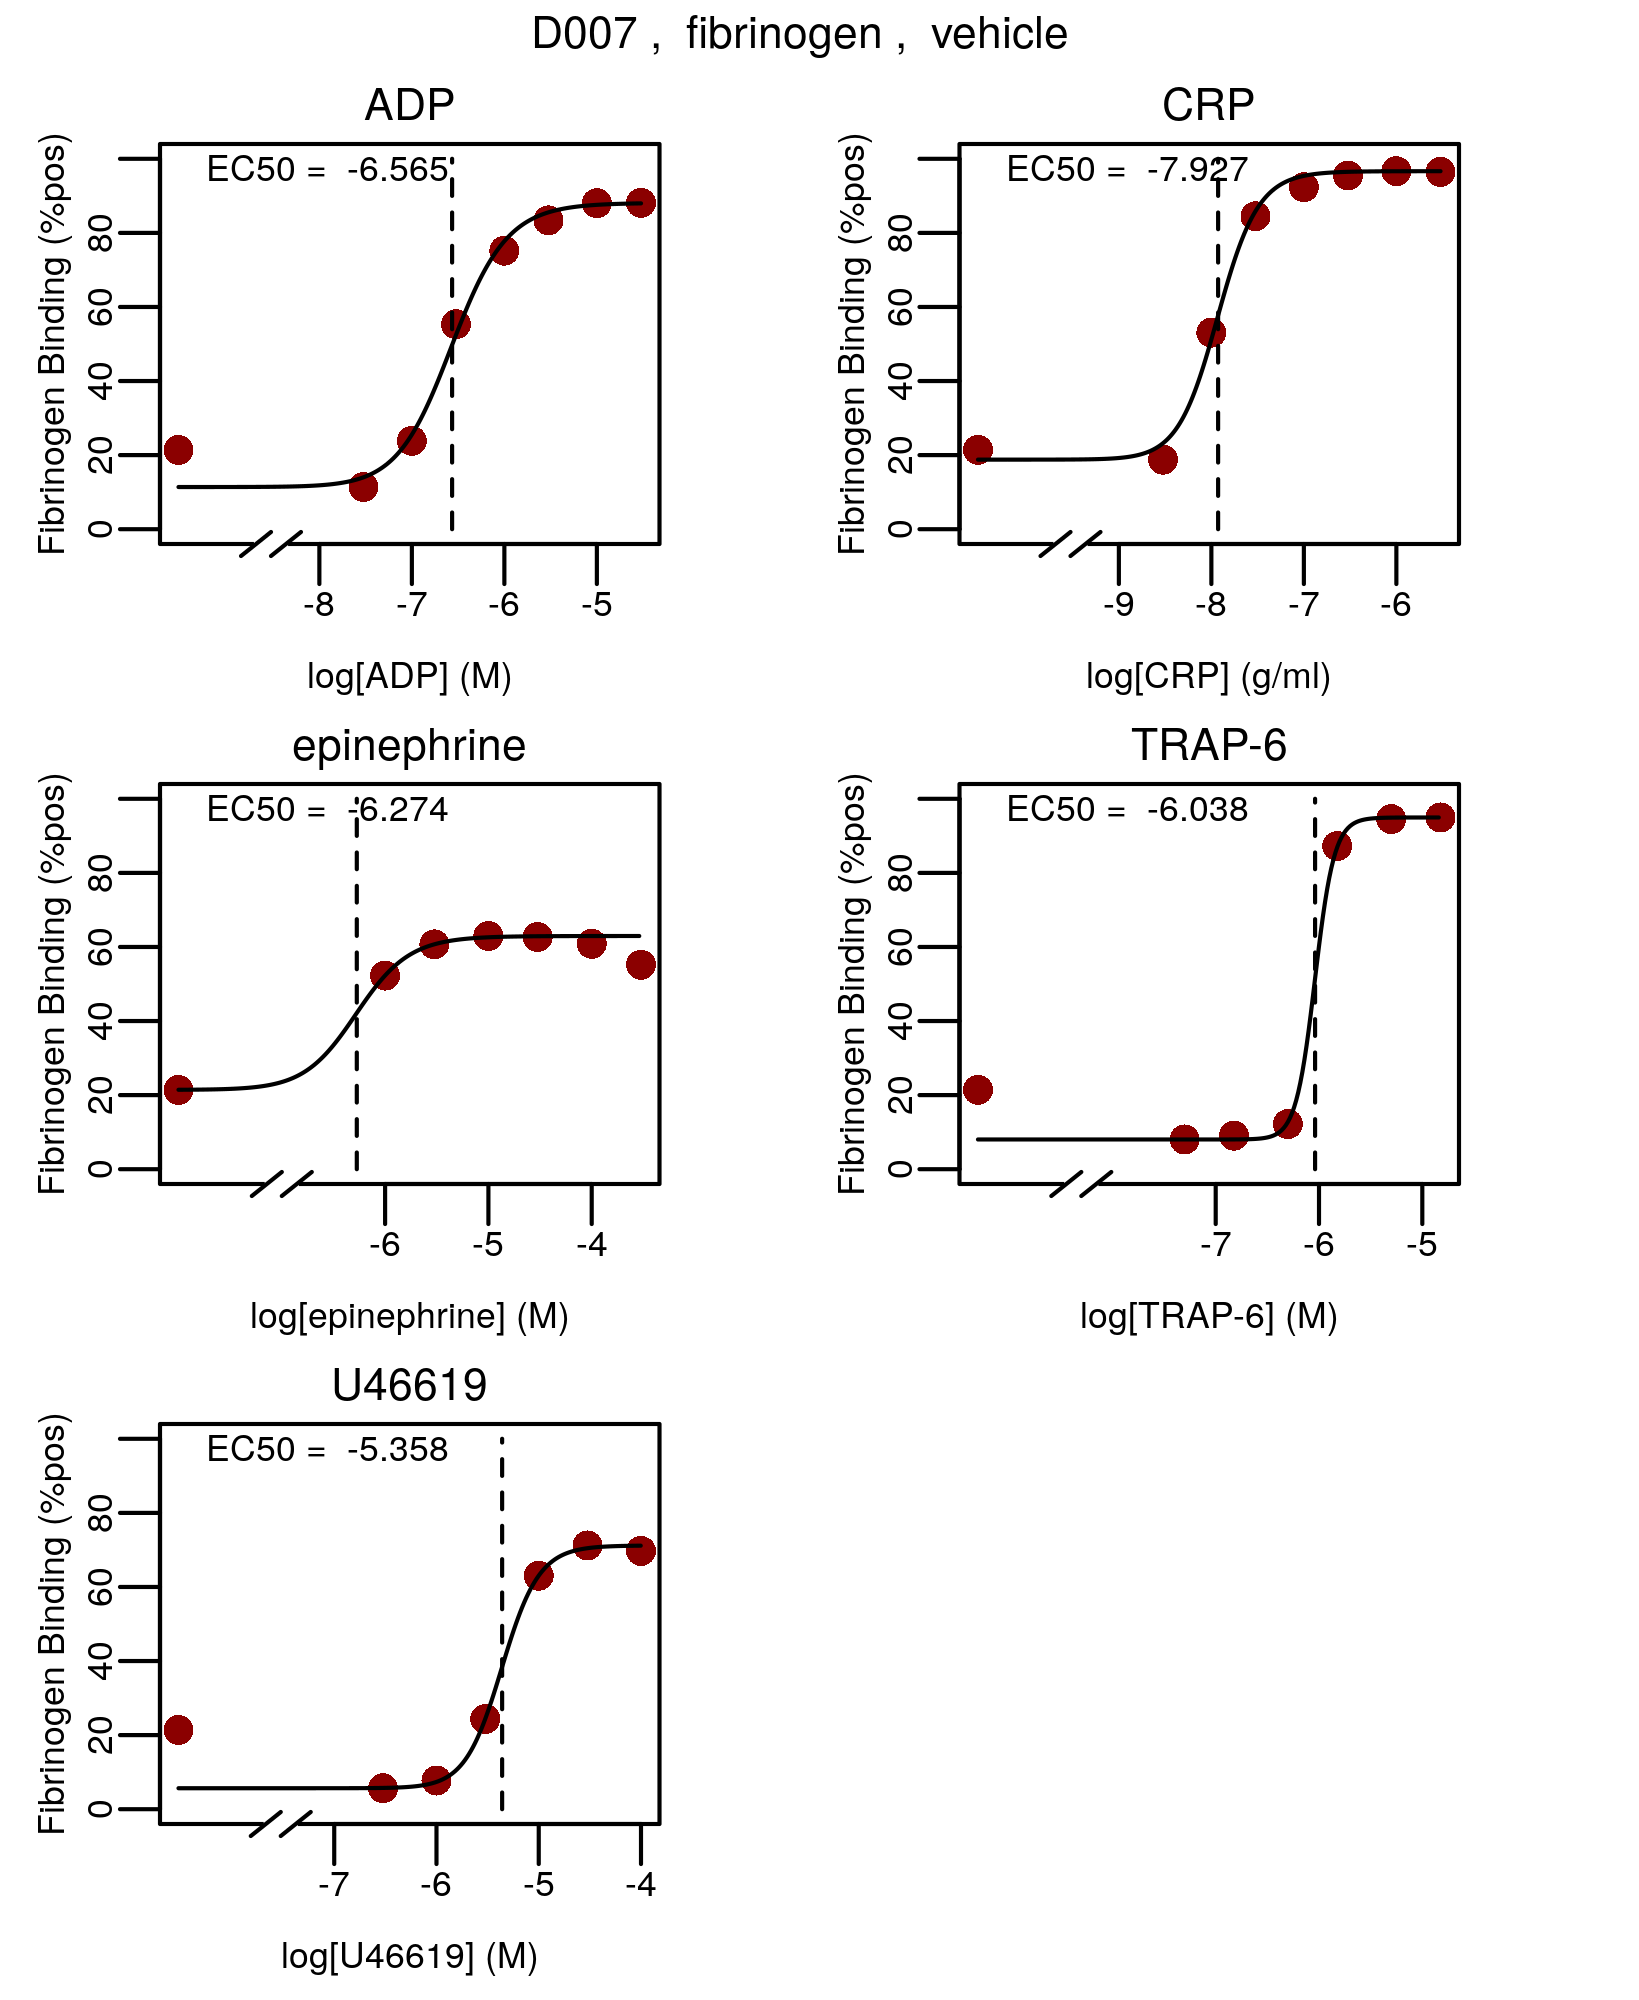 D007 ,  fibrinogen ,  vehicle
ADP
EC50 =  -6.565
Fibrinogen Binding (%pos)
80
60
40
20
0
-8 -7 -6 -5
log[ADP] (M)
CRP
EC50 =  -7.927
Fibrinogen Binding (%pos)
80
60
40
20
0
-9 -8 -7 -6
log[CRP] (g/ml)
epinephrine
EC50 =  -6.274
Fibrinogen Binding (%pos)
80
60
40
20
0
-6 -5 -4
log[epinephrine] (M)
TRAP-6
EC50 =  -6.038
Fibrinogen Binding (%pos)
80
60
40
20
0
-7 -6 -5
log[TRAP-6] (M)
U46619
EC50 =  -5.358
Fibrinogen Binding (%pos)
80
60
40
20
0
-7 -6 -5 -4
log[U46619] (M)